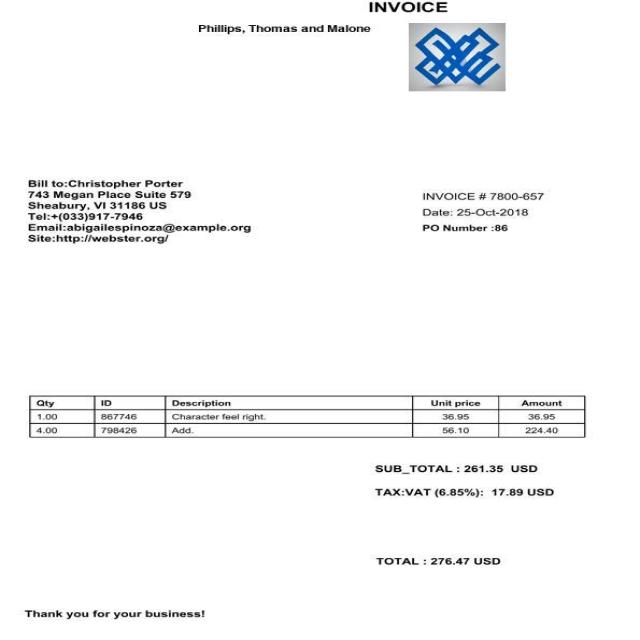 INVOICE
Phillips, Thomas and Malone
Bill to:Christopher Porter
743 Megan Place Suite 579
Sheabury, VI 31186 US
Tel:+(033)917-7946
Email:abigailespinoza@example.org
Site:http://webster.org/
INVOICE # 7800-657
Date: 25-Oct-2018
PO Number :86
Qty ID Description Unit price Amount
1.00 867746 Character feel right. 36.95 36.95
4.00 798426 Add. 56.10 224.40
SUB_TOTAL : 261.35 USD
TAX:VAT (6.85%): 17.89 USD
TOTAL : 276.47 USD
Thank you for your business!